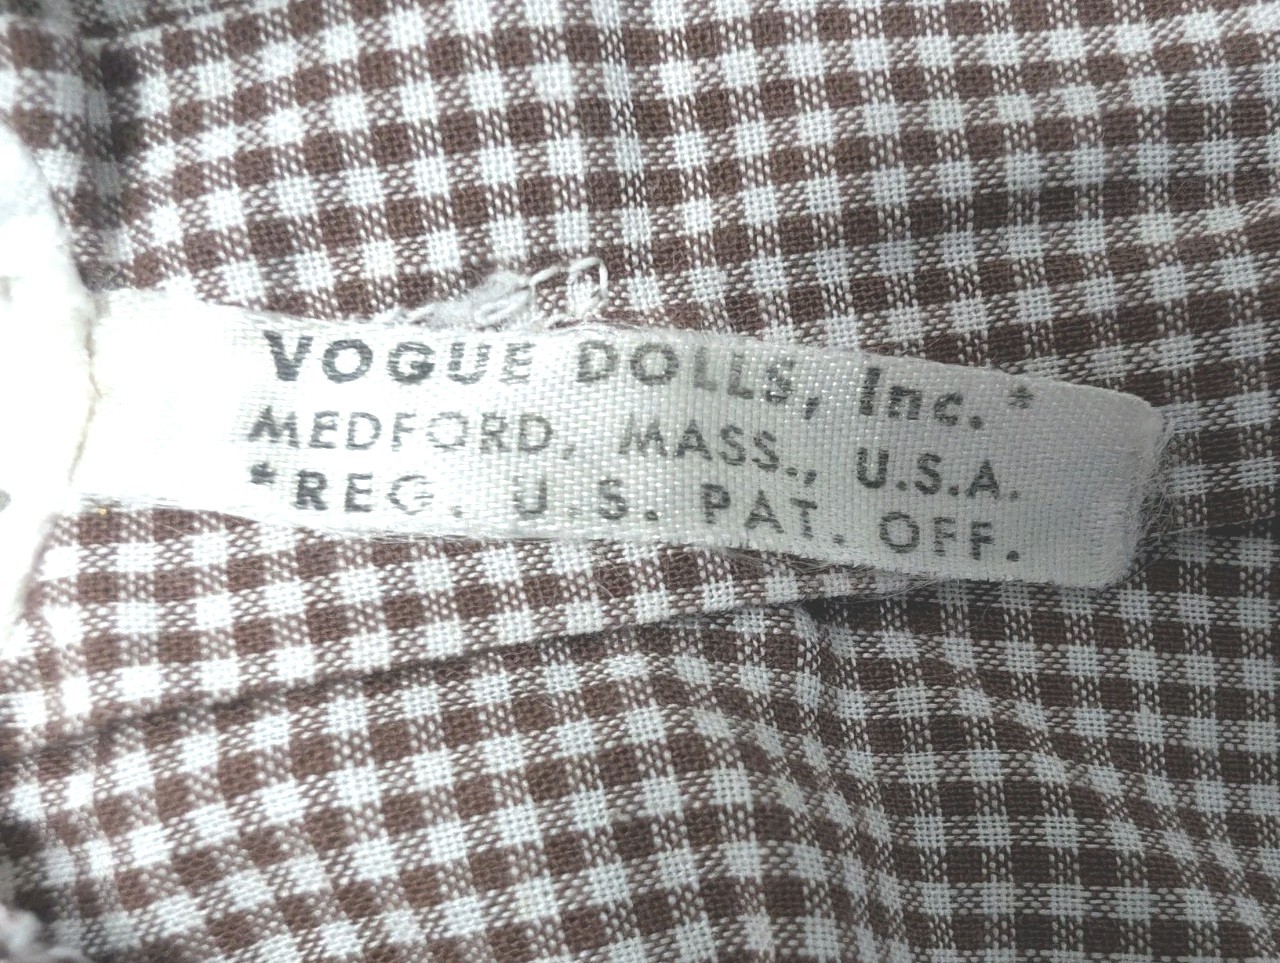 VOGUE DOLLS, Inc.*
MEDFORD, MASS., U.S.A.
*REG. U.S. PAT. OFF.